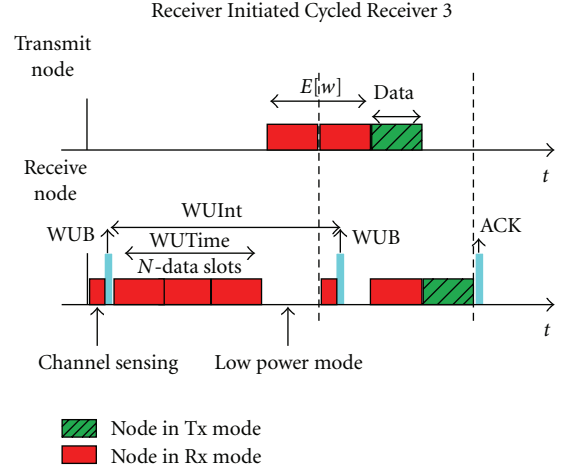 Receiver Initiated Cycled Receiver 3
Transmit
node
E[w]
Data
t
Receive
node
WUInt
WUB
WUTime
WUB
ACK
N-data slots
t
Channel sensing
Low power mode
Node in Tx mode
Node in Rx mode